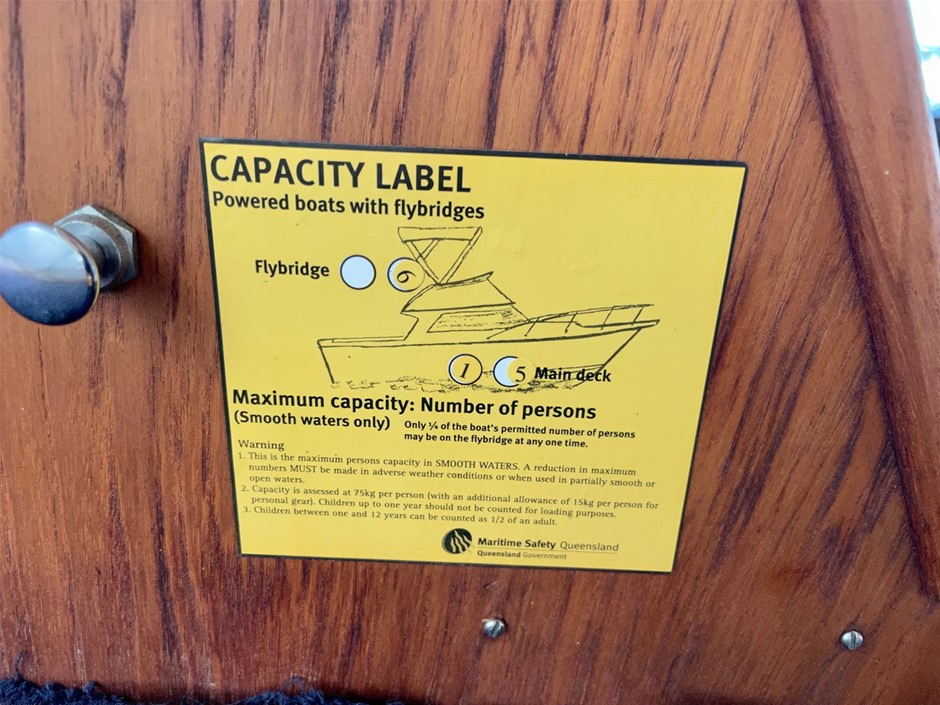 CAPACITY LABEL
Powered boats with flybridges
Flybridge 6
1 5 Main deck
Maximum capacity: Number of persons
(Smooth waters only) Only ¼ of the boat's permitted number of persons
may be on the flybridge at any one time.
Warning
1. This is the maximum persons capacity in SMOOTH WATERS. A reduction in maximum
numbers MUST be made in adverse weather conditions or when used in partially smooth or
open waters.
2. Capacity is assessed at 75kg per person (with an additional allowance of 15kg per person for
personal gear). Children up to one year should not be counted for loading purposes.
3. Children between one and 12 years can be counted as 1/2 of an adult.
Maritime Safety Queensland
Queensland Government